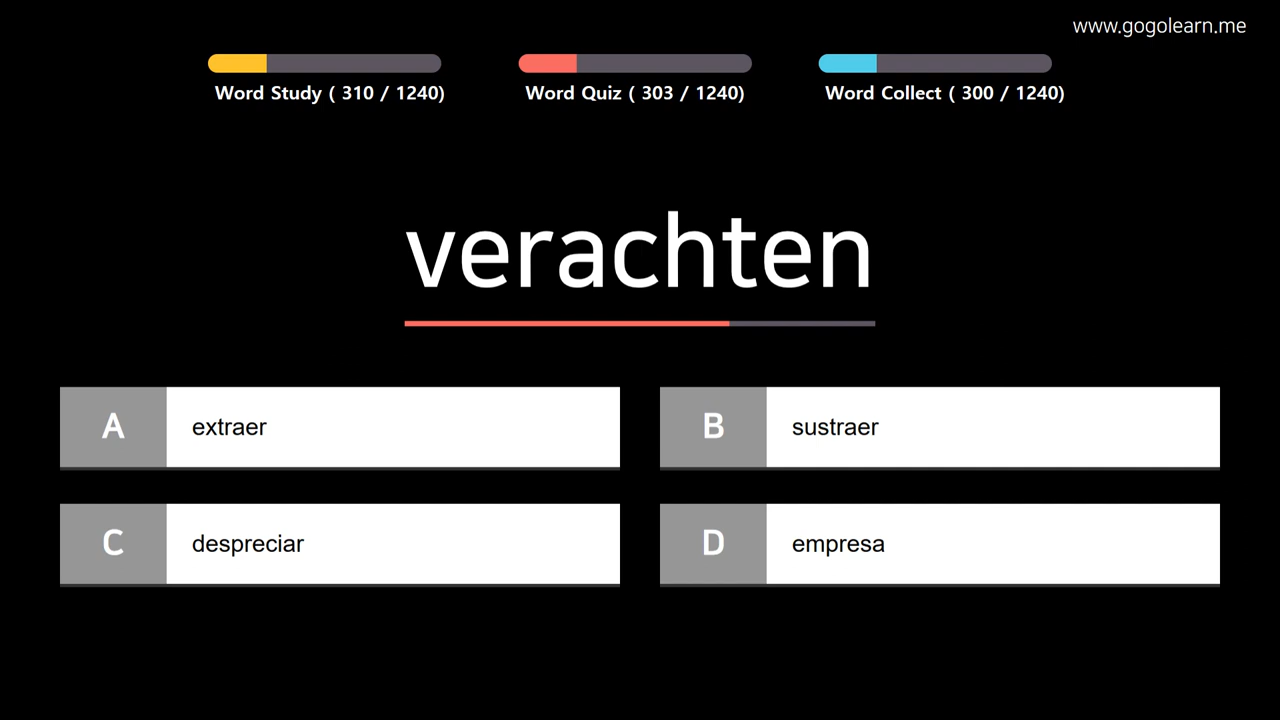 www.gogolearn.me
Word Study ( 310 / 1240)
Word Quiz ( 303 / 1240)
Word Collect ( 300 / 1240)
verachten
A extraer
B sustraer
C despreciar
D empresa